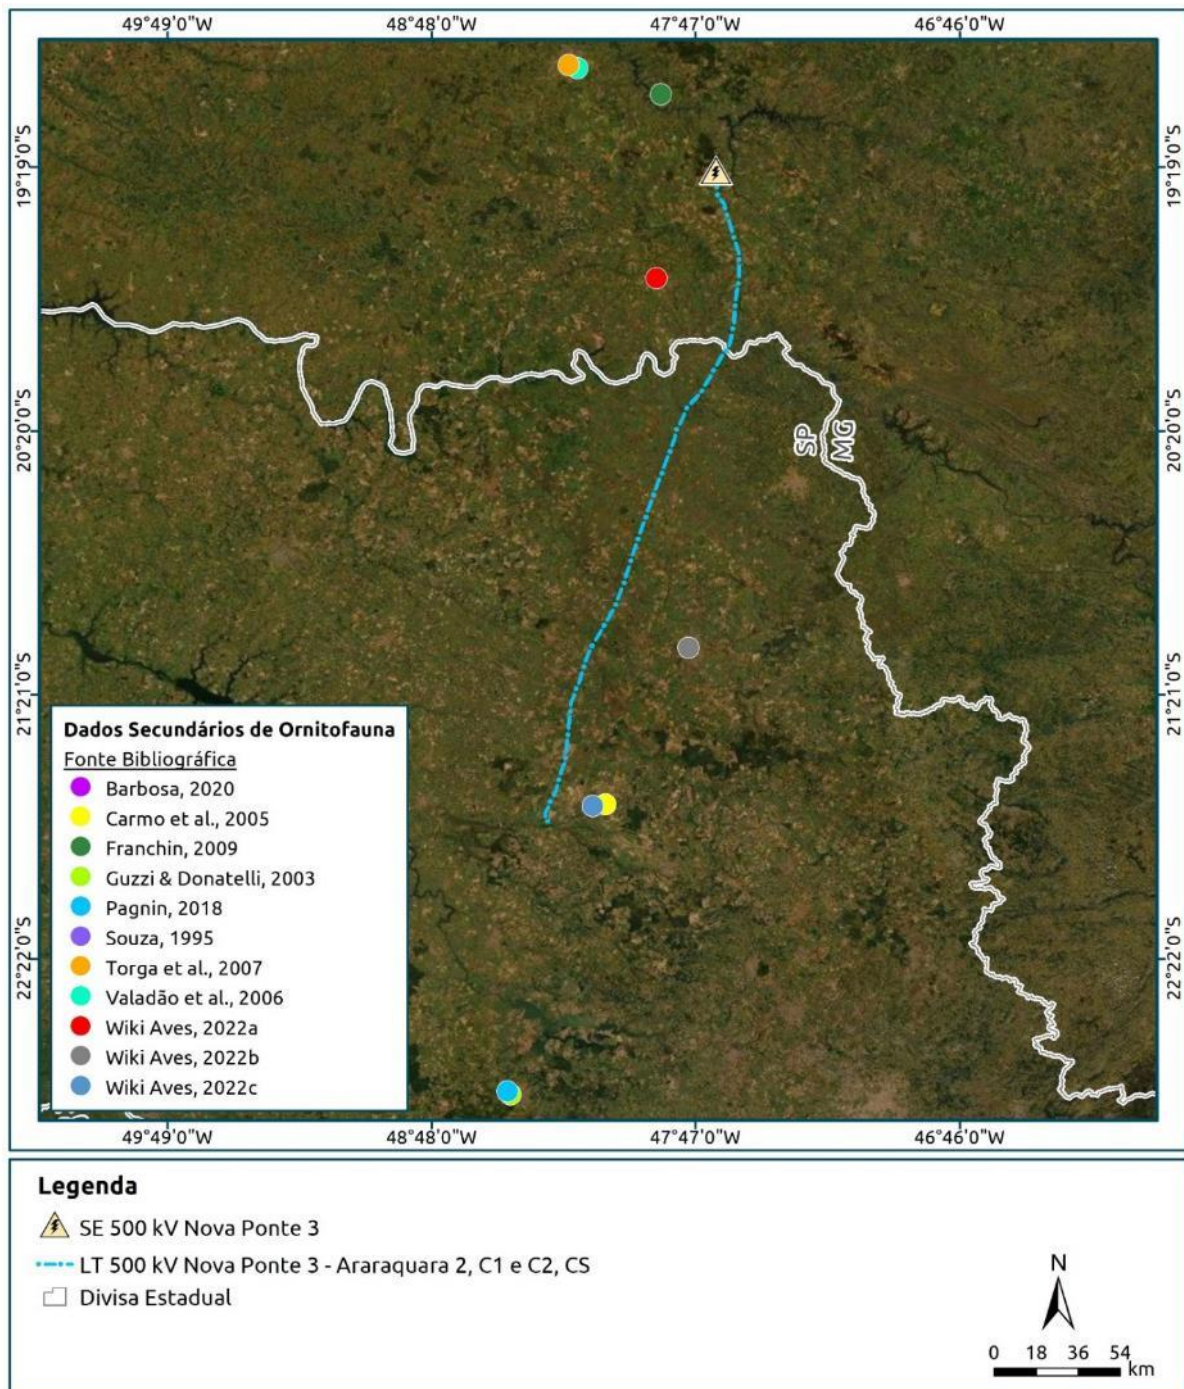 49°49'0"W 48°48'0"W 47°47'0"W 46°46'0"W
19°19'0"S 19°19'0"S
20°20'0"S 20°20'0"S
SP
MG
21°21'0"S 21°21'0"S
Dados Secundários de Ornitofauna
Fonte Bibliográfica
Barbosa, 2020
Carmo et al., 2005
Franchin, 2009
Guzzi & Donatelli, 2003
Pagnin, 2018
Souza, 1995
Torga et al., 2007
Valadão et al., 2006
Wiki Aves, 2022a
Wiki Aves, 2022b
Wiki Aves, 2022c
22°22'0"S 22°22'0"S
49°49'0"W 48°48'0"W 47°47'0"W 46°46'0"W
Legenda
SE 500 kV Nova Ponte 3
LT 500 kV Nova Ponte 3 - Araraquara 2, C1 e C2, CS
Divisa Estadual
N
0 18 36 54
km